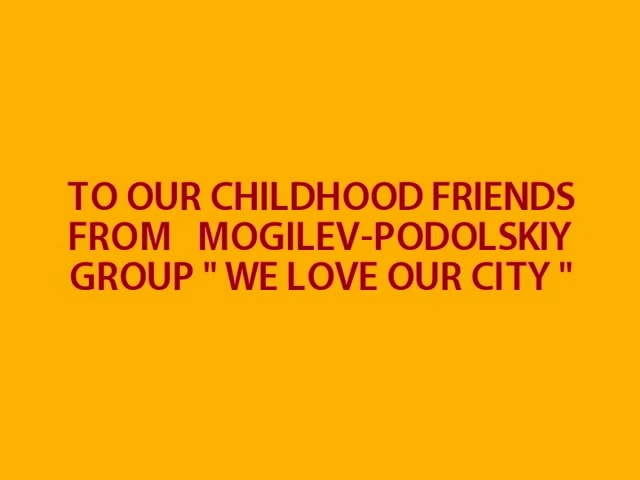 TO OUR CHILDHOOD FRIENDS
FROM MOGILEV-PODOLSKIY
GROUP " WE LOVE OUR CITY "